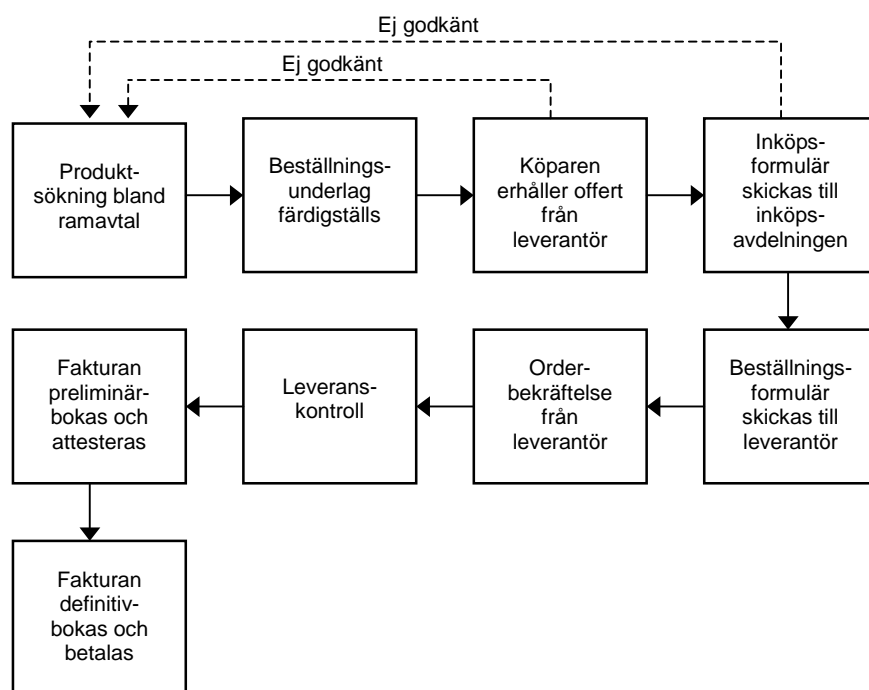 Ej godkänt
Ej godkänt
Produkt-
sökning bland
ramavtal
Beställnings-
underlag
färdigställs
Köparen
erhåller offert
från
leverantör
Inköps-
formulär
skickas till
inköps-
avdelningen
Fakturan
preliminär-
bokas och
attesteras
Leverans-
kontroll
Order-
bekräftelse
från
leverantör
Beställnings-
formulär
skickas till
leverantör
Fakturan
definitiv-
bokas och
betalas